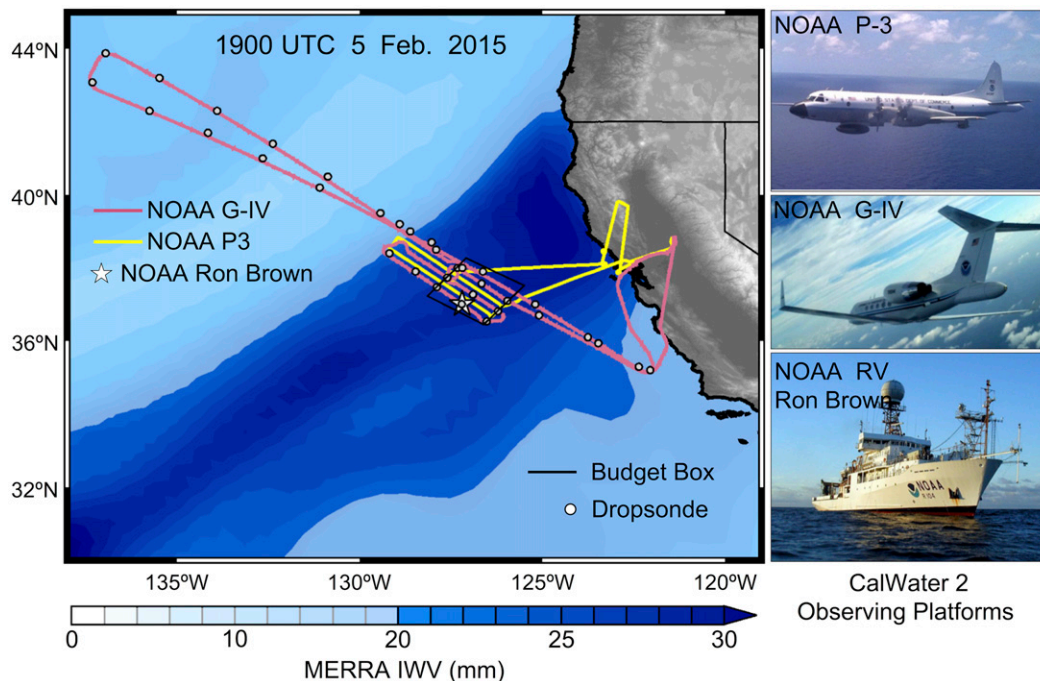 1900 UTC 5 Feb. 2015
44ºN
40ºN
36ºN
32ºN
NOAA G-IV
NOAA P3
NOAA Ron Brown
Budget Box
Dropsonde
135ºW
130ºW
125ºW
120ºW
0
10
20
25
30
MERRA IWV (mm)
NOAA P-3
NOAA G-IV
NOAA RV
Ron Brown
NOAA
R 104
CalWater 2
Observing Platforms